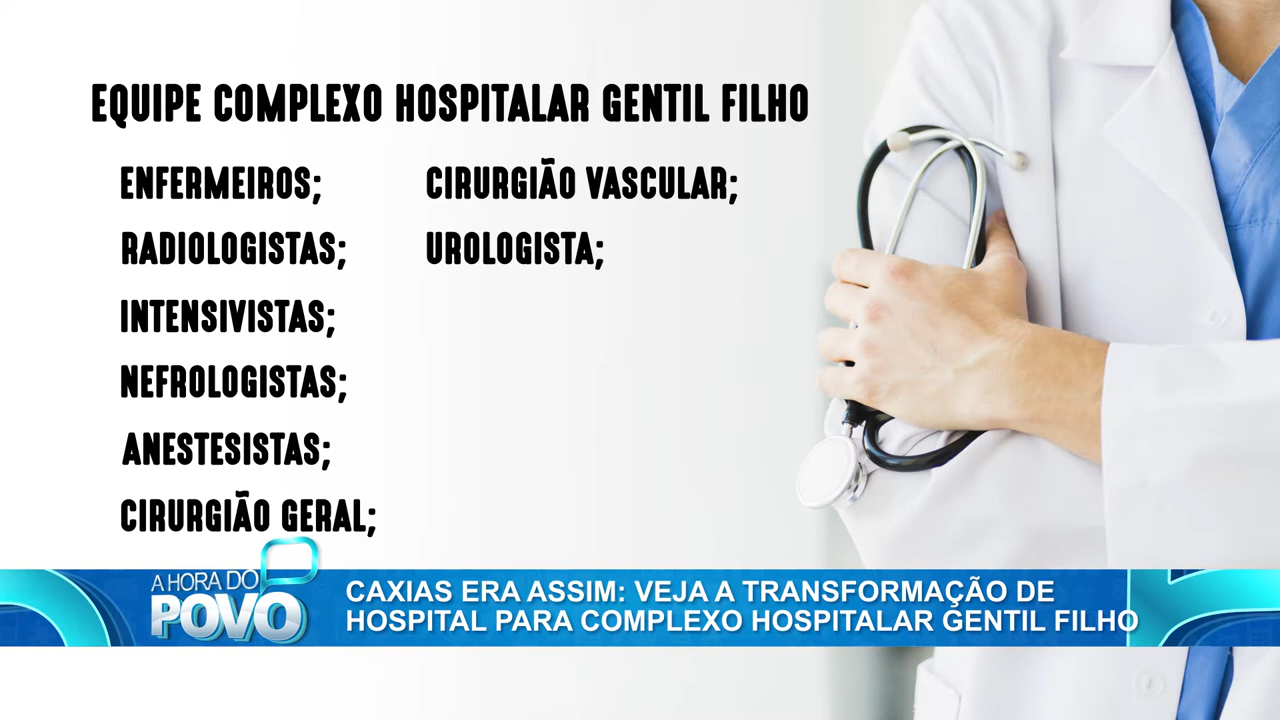 EQUIPE COMPLEXO HOSPITALAR GENTIL FILHO
ENFERMEIROS;
RADIOLOGISTAS;
INTENSIVISTAS;
NEFROLOGISTAS;
ANESTESISTAS;
CIRURGIÃO GERAL;
CIRURGIÃO VASCULAR;
UROLOGISTA;
A HORA DO
POVO
CAXIAS ERA ASSIM: VEJA A TRANSFORMAÇÃO DE
HOSPITAL PARA COMPLEXO HOSPITALAR GENTIL FILHO